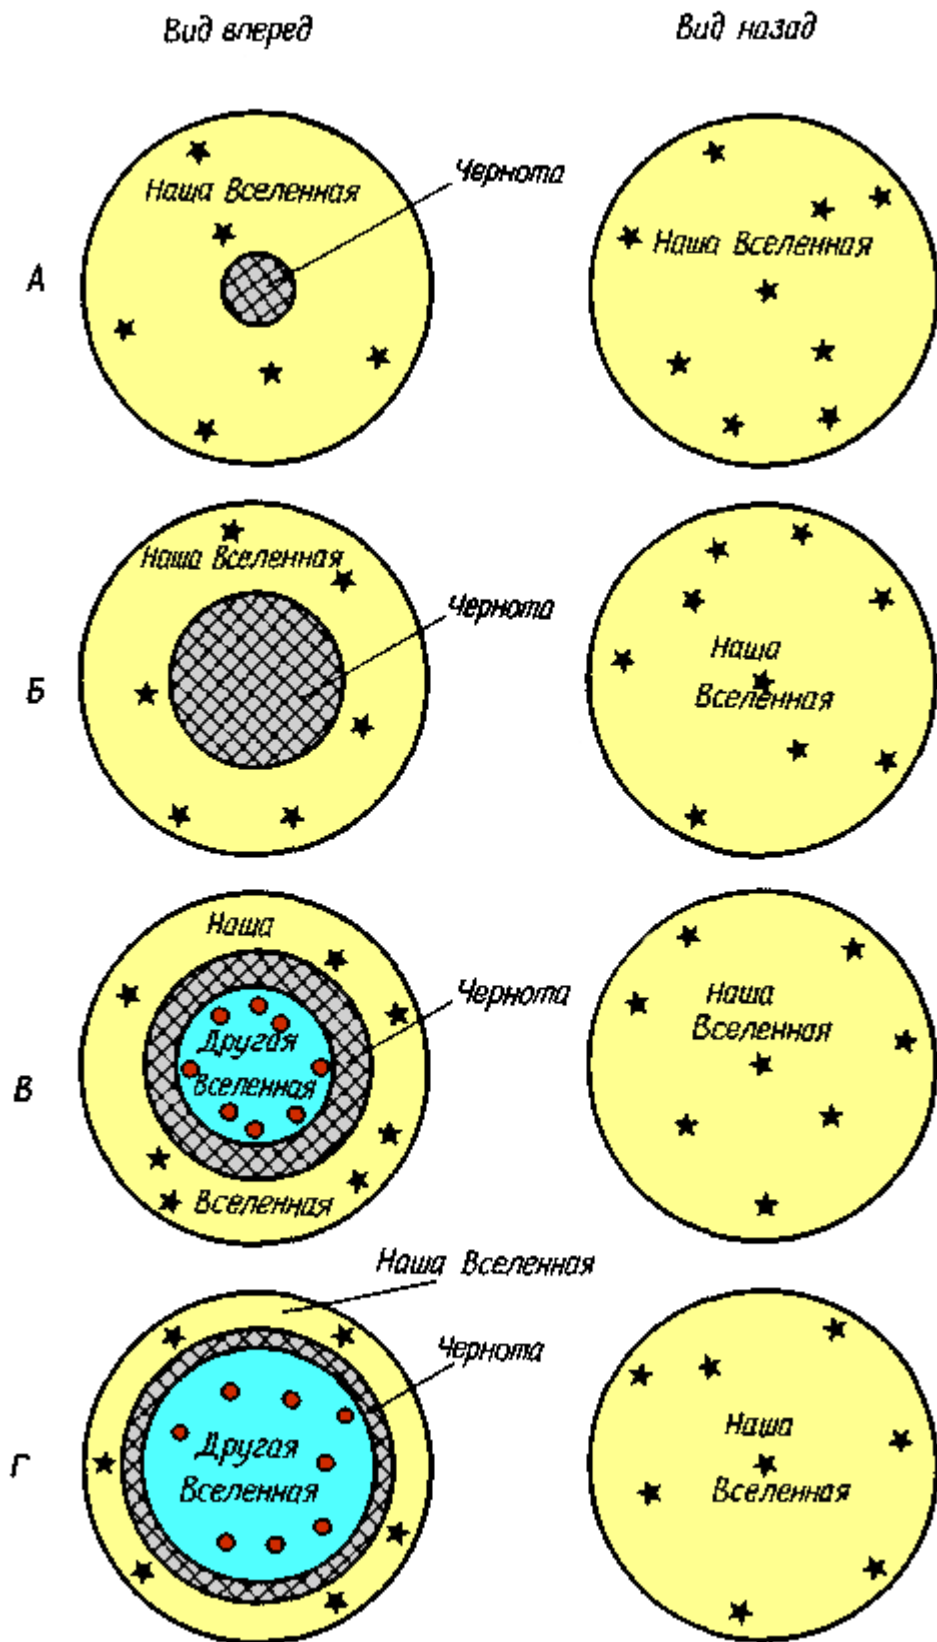 Вид вперед
Вид назад
Наша Вселенная
Чернота
Наша Вселенная
А
Наша Вселенная
Чернота
Наша
Вселенная
Б
Наша
Чернота
Другая
Вселенная
Вселенная
Наша
Вселенная
В
Наша Вселенная
Чернота
Другая
Вселенная
Наша
Вселенная
Г